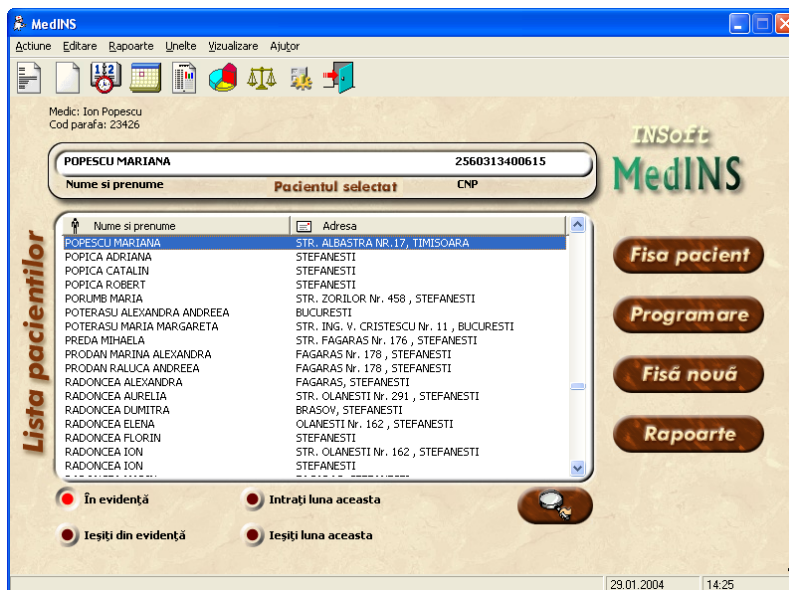 MedINS
Actiune Editare Rapoarte Unelte Vizualizare Ajutor
Medic: Ion Popescu
Cod parafa: 23426
INSoft
MedINS
POPESCU MARIANA 2560313400615
Nume si prenume Pacientul selectat CNP
Lista pacientilor
Nume si prenume Adresa
POPESCU MARIANA STR. ALBASTRA NR.17, TIMISOARA
POPICA ADRIANA STEFANESTI
POPICA CATALIN STEFANESTI
POPICA ROBERT STEFANESTI
PORUMB MARIA STR. ZORILOR Nr. 458 , STEFANESTI
POTERASU ALEXANDRA ANDREEA BUCURESTI
POTERASU MARIA MARGARETA STR. ING. V. CRISTESCU Nr. 11 , BUCURESTI
PREDA MIHAELA STR. FAGARAS Nr. 176 , STEFANESTI
PRODAN MARINA ALEXANDRA FAGARAS Nr. 178 , STEFANESTI
PRODAN RALUCA ANDREEA FAGARAS Nr. 178 , STEFANESTI
RADONCEA ALEXANDRA FAGARAS, STEFANESTI
RADONCEA AURELIA STR. OLANESTI Nr. 291 , STEFANESTI
RADONCEA DUMITRA BRASOV, STEFANESTI
RADONCEA ELENA OLANESTI Nr. 162 , STEFANESTI
RADONCEA FLORIN STEFANESTI
RADONCEA ION STR. OLANESTI Nr. 162 , STEFANESTI
RADONCEA ION STEFANESTI
Fisa pacient
Programare
Fisă nouă
Rapoarte
În evidenţă Intraţi luna aceasta
Ieşiţi din evidenţă Ieşiţi luna aceasta
29.01.2004 14:25